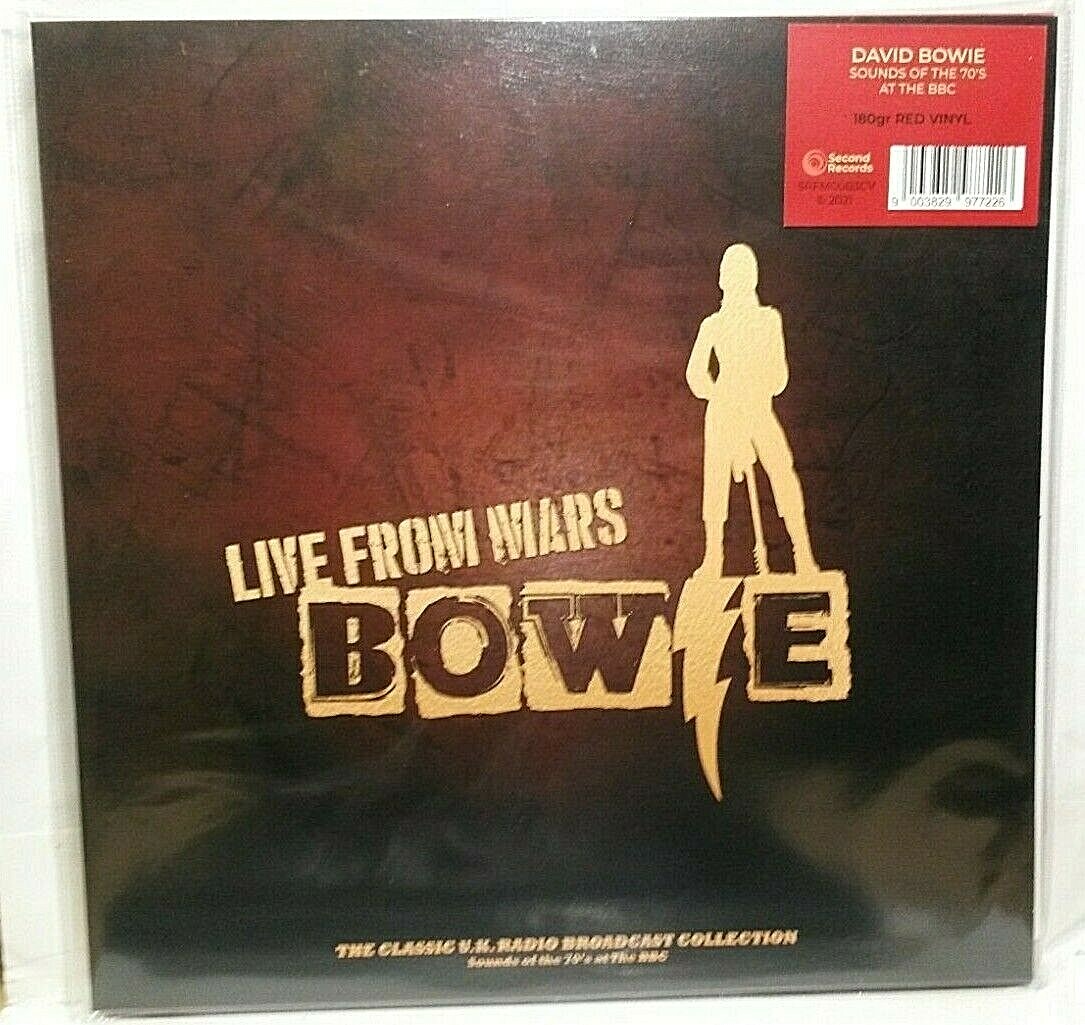 DAVID BOWIE
SOUNDS OF THE 70'S
AT THE BBC
180gr RED VINYL
Second
Records
SRFM0003CV
© 2021
9 003829 977226
LIVE FROM MARS
BOWIE
THE CLASSIC U.K. RADIO BROADCAST COLLECTION
Sounds of the 70's at The BBC